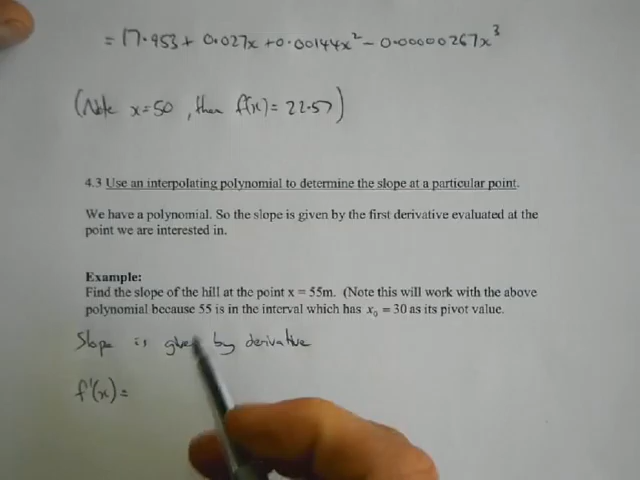 = 17.953 + 0.027x + 0.00144x² - 0.00000267x³
(Note x=50, then f(x) = 22.57)
4.3 Use an interpolating polynomial to determine the slope at a particular point.
We have a polynomial. So the slope is given by the first derivative evaluated at the
point we are interested in.
Example:
Find the slope of the hill at the point x = 55m. (Note this will work with the above
polynomial because 55 is in the interval which has x₀ = 30 as its pivot value.
Slope is given by derivative
f'(x) =